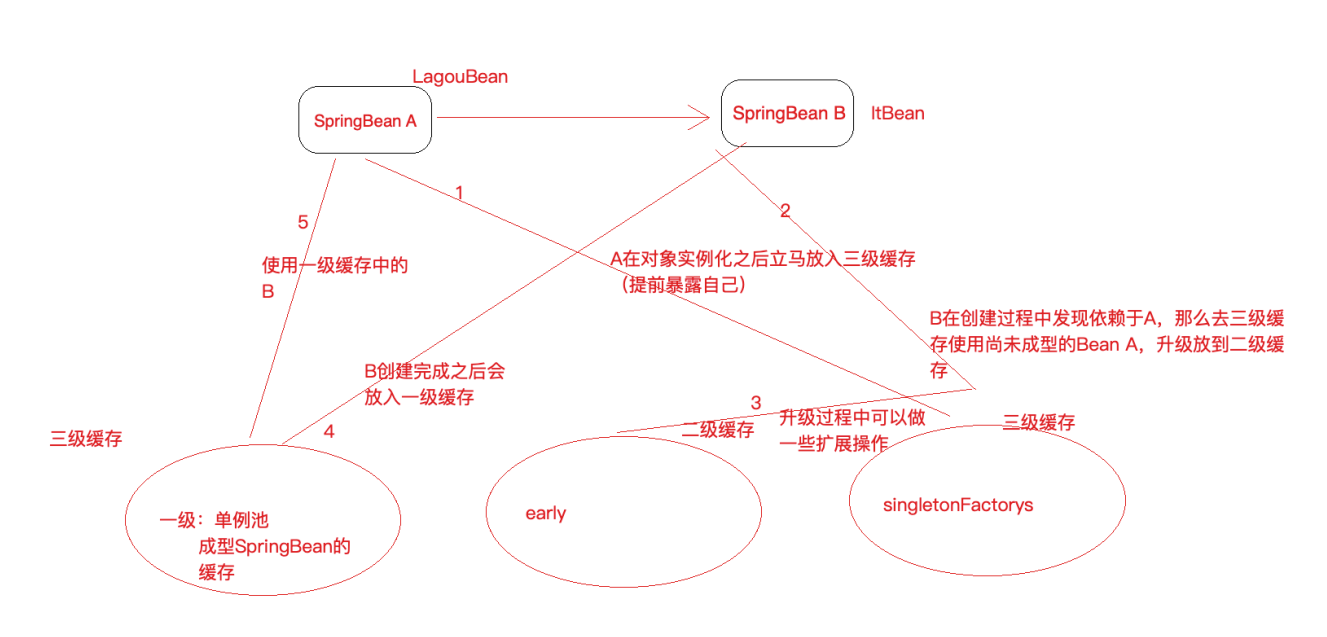 LagouBean
SpringBean A
SpringBean B
ItBean
1
5
2
使用一级缓存中的
B
A在对象实例化之后立马放入三级缓存
（提前暴露自己）
B在创建过程中发现依赖于A，那么去三级缓
存使用尚未成型的Bean A，升级放到二级缓
存
B创建完成之后会
放入一级缓存
4
3
升级过程中可以做
一些扩展操作
三级缓存
二级缓存
三级缓存
一级：单例池
成型SpringBean的
缓存
early
singletonFactorys